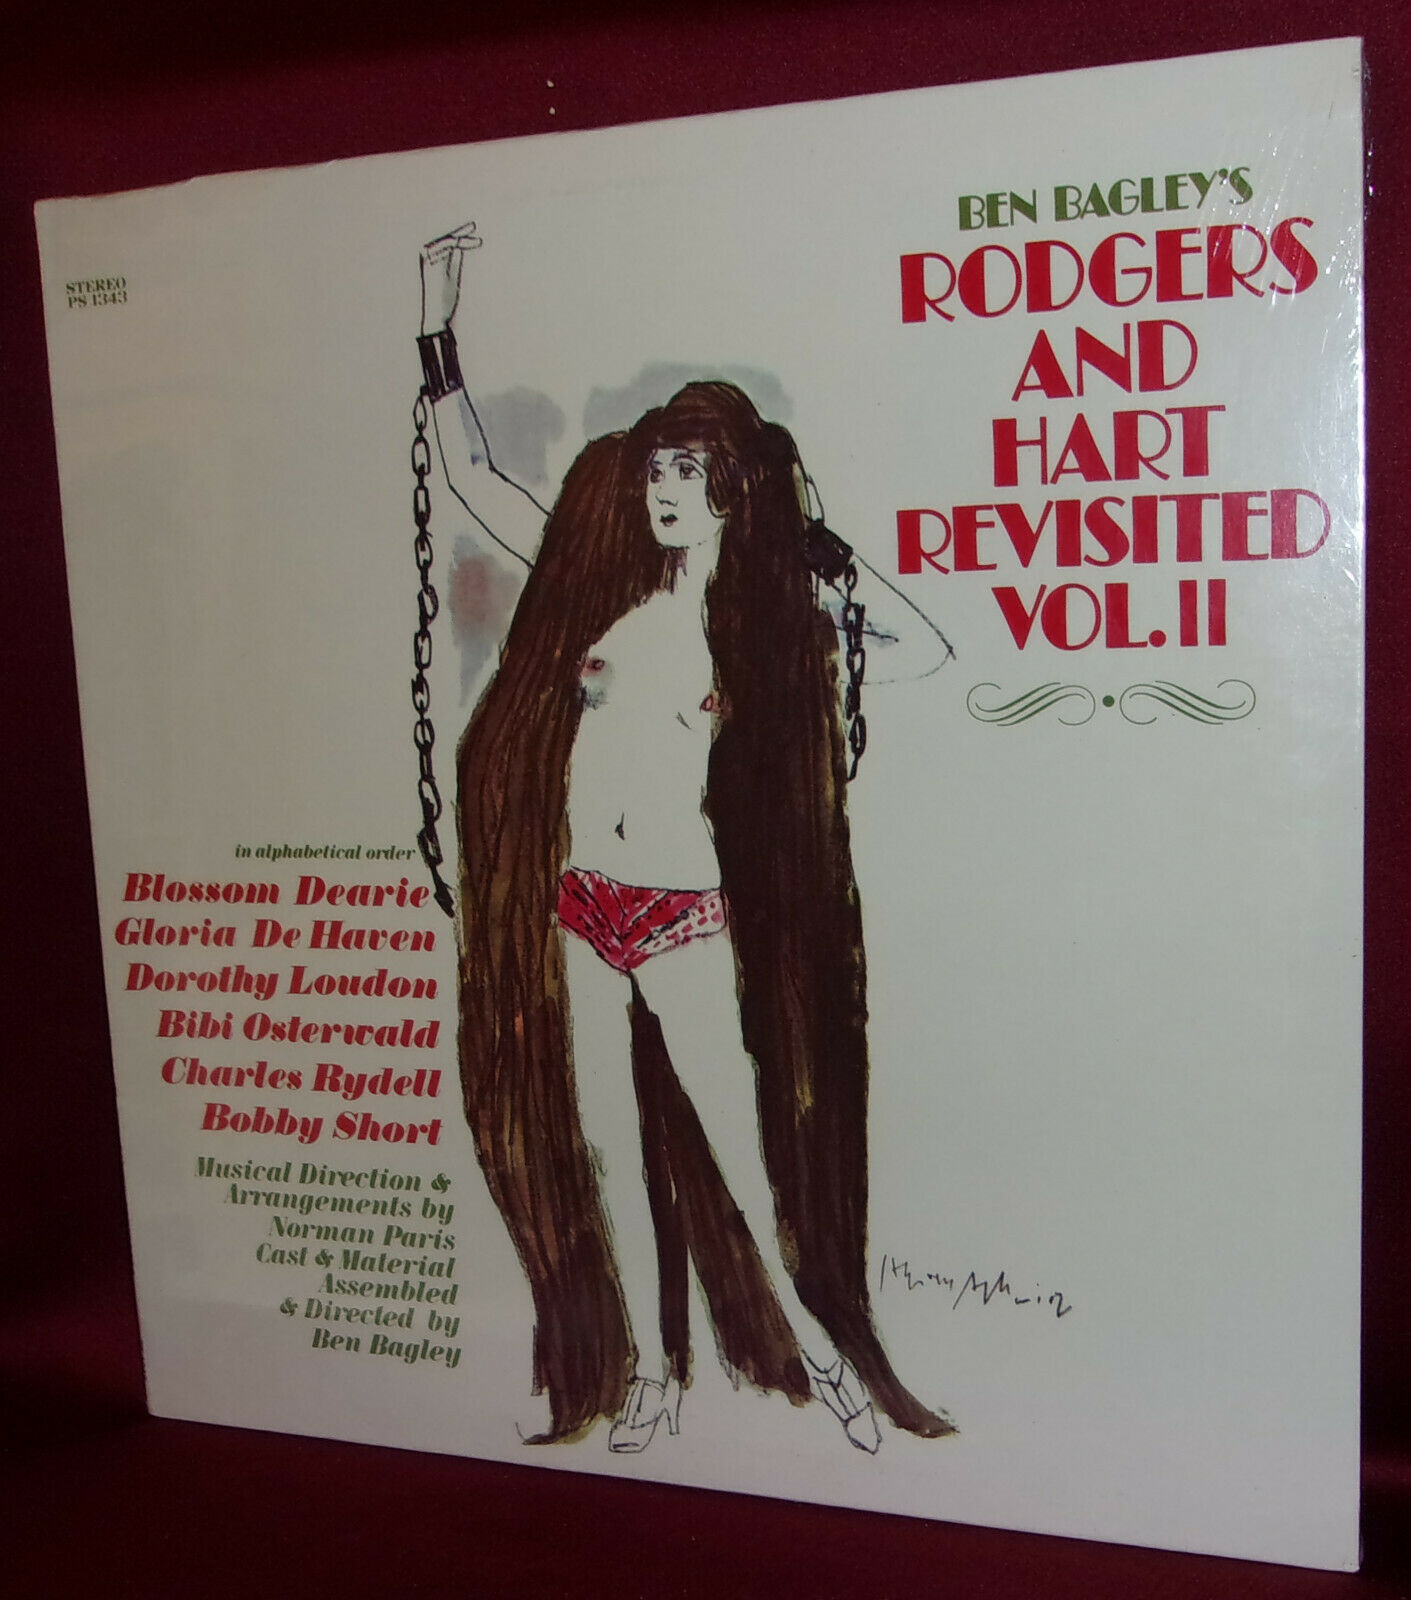 STEREO
PS 1343
BEN BAGLEY'S
RODGERS
AND
HART
REVISITED
VOL. II
in alphabetical order
Blossom Dearie
Gloria De Haven
Dorothy Loudon
Bibi Osterwald
Charles Rydell
Bobby Short
Musical Direction &
Arrangements by
Norman Paris
Cast & Material
Assembled
& Directed by
Ben Bagley